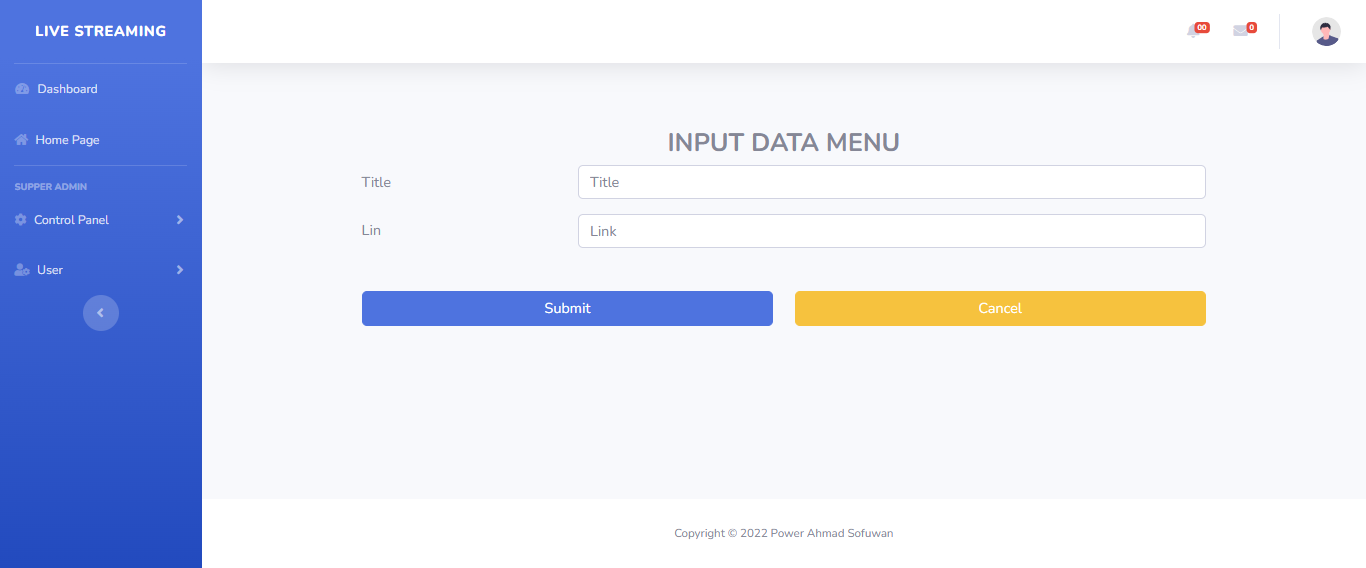 LIVE STREAMING
Dashboard
Home Page
SUPPER ADMIN
Control Panel
User
00
0
INPUT DATA MENU
Title
Title
Lin
Link
Submit
Cancel
Copyright © 2022 Power Ahmad Sofuwan